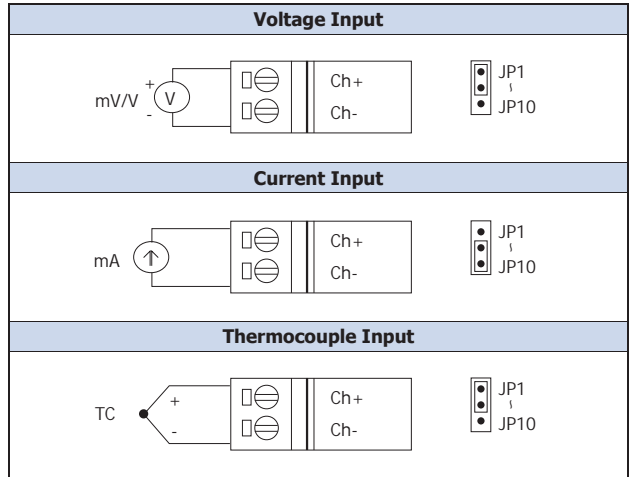 Voltage Input
mV/V
+
V
-
Ch+
Ch-
JP1
~
JP10
Current Input
mA
Ch+
Ch-
JP1
~
JP10
Thermocouple Input
TC
+
-
Ch+
Ch-
JP1
~
JP10